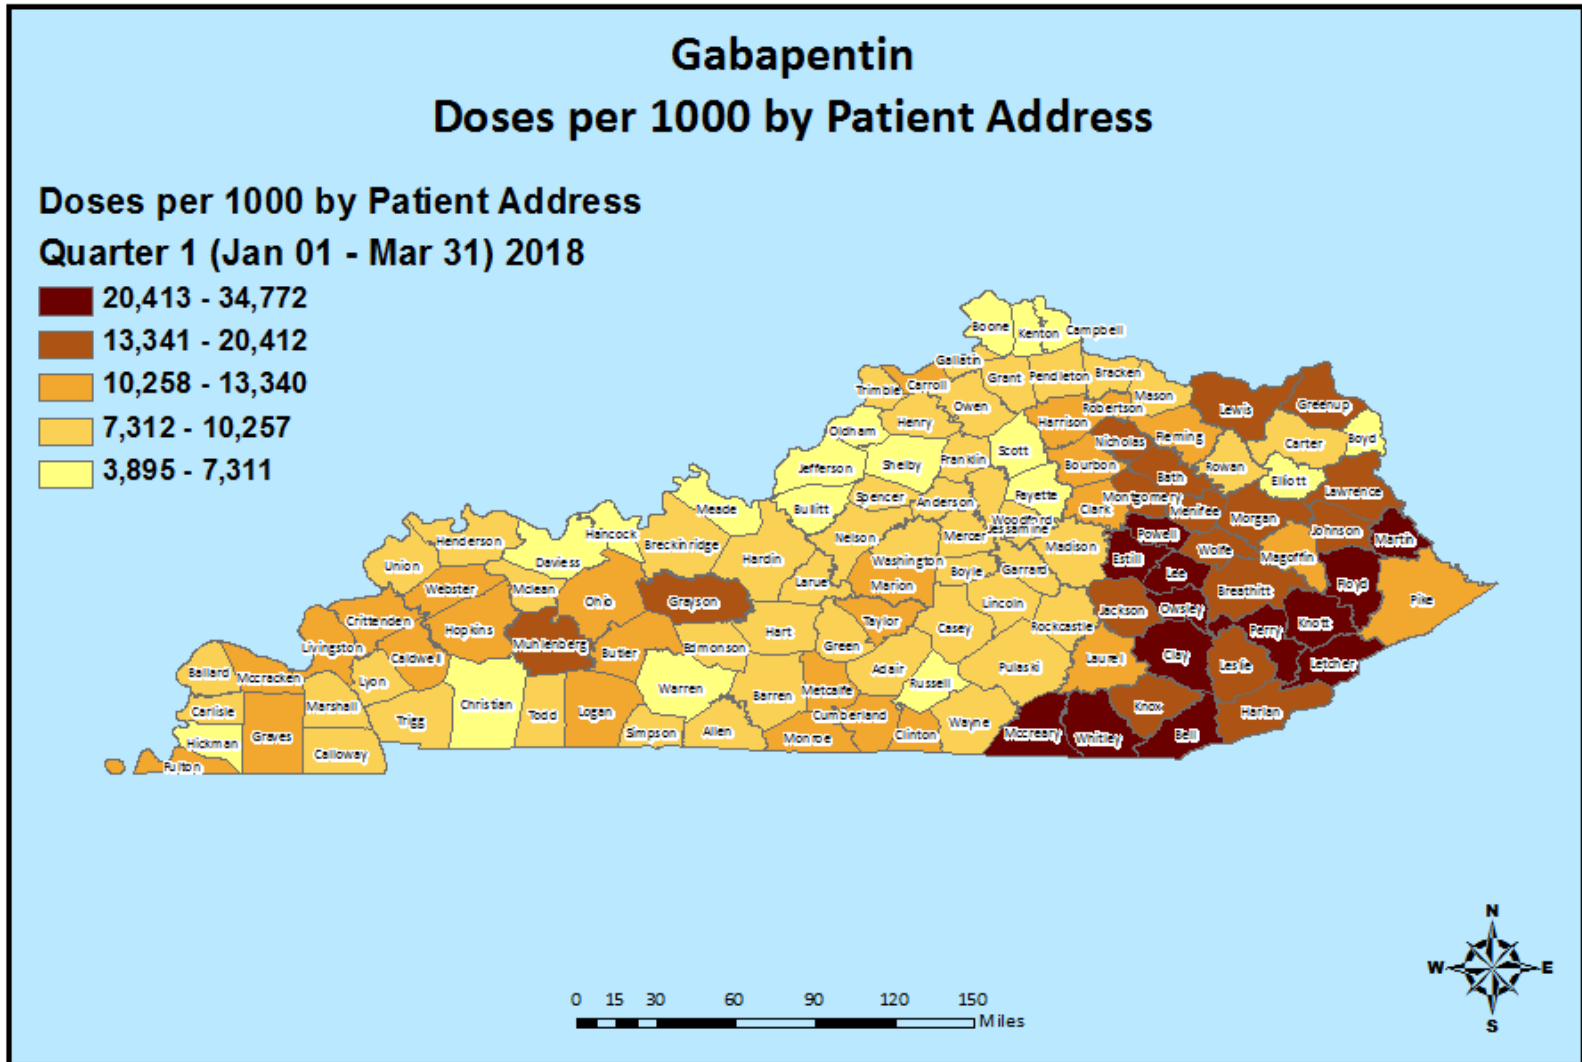 Gabapentin
Doses per 1000 by Patient Address
Doses per 1000 by Patient Address
Quarter 1 (Jan 01 - Mar 31) 2018
20,413 - 34,772
13,341 - 20,412
10,258 - 13,340
7,312 - 10,257
3,895 - 7,311
Boone
Kenton
Campbell
Gallatin
Grant
Pendleton
Bracken
Trimble
Carroll
Owen
Mason
Robertson
Lewis
Greenup
Oldham
Henry
Harrison
Nicholas
Fleming
Carter
Boyd
Jefferson
Shelby
Franklin
Scott
Bourbon
Rowan
Elliott
Bath
Lawrence
Meade
Bullitt
Spencer
Anderson
Fayette
Clark
Montgomery
Menifee
Morgan
Woodford
Jessamine
Johnson
Martin
Hancock
Breckinridge
Nelson
Mercer
Madison
Powell
Henderson
Union
Daviess
Hardin
Washington
Boyle
Garrard
Estill
Lee
Wolfe
Magoffin
Floyd
Webster
Mclean
Ohio
Grayson
Larue
Marion
Lincoln
Jackson
Owsley
Breathitt
Pike
Crittenden
Hopkins
Muhlenberg
Butler
Edmonson
Hart
Green
Taylor
Casey
Rockcastle
Perry
Knott
Livingston
Caldwell
Adair
Pulaski
Laurel
Clay
Leslie
Letcher
Ballard
Mccracken
Lyon
Warren
Barren
Metcalfe
Russell
Carlisle
Marshall
Trigg
Christian
Todd
Logan
Simpson
Allen
Cumberland
Monroe
Clinton
Wayne
Mccreary
Whitley
Knox
Bell
Harlan
Hickman
Graves
Calloway
Fulton
N
W
E
S
0 15 30 60 90 120 150
Miles